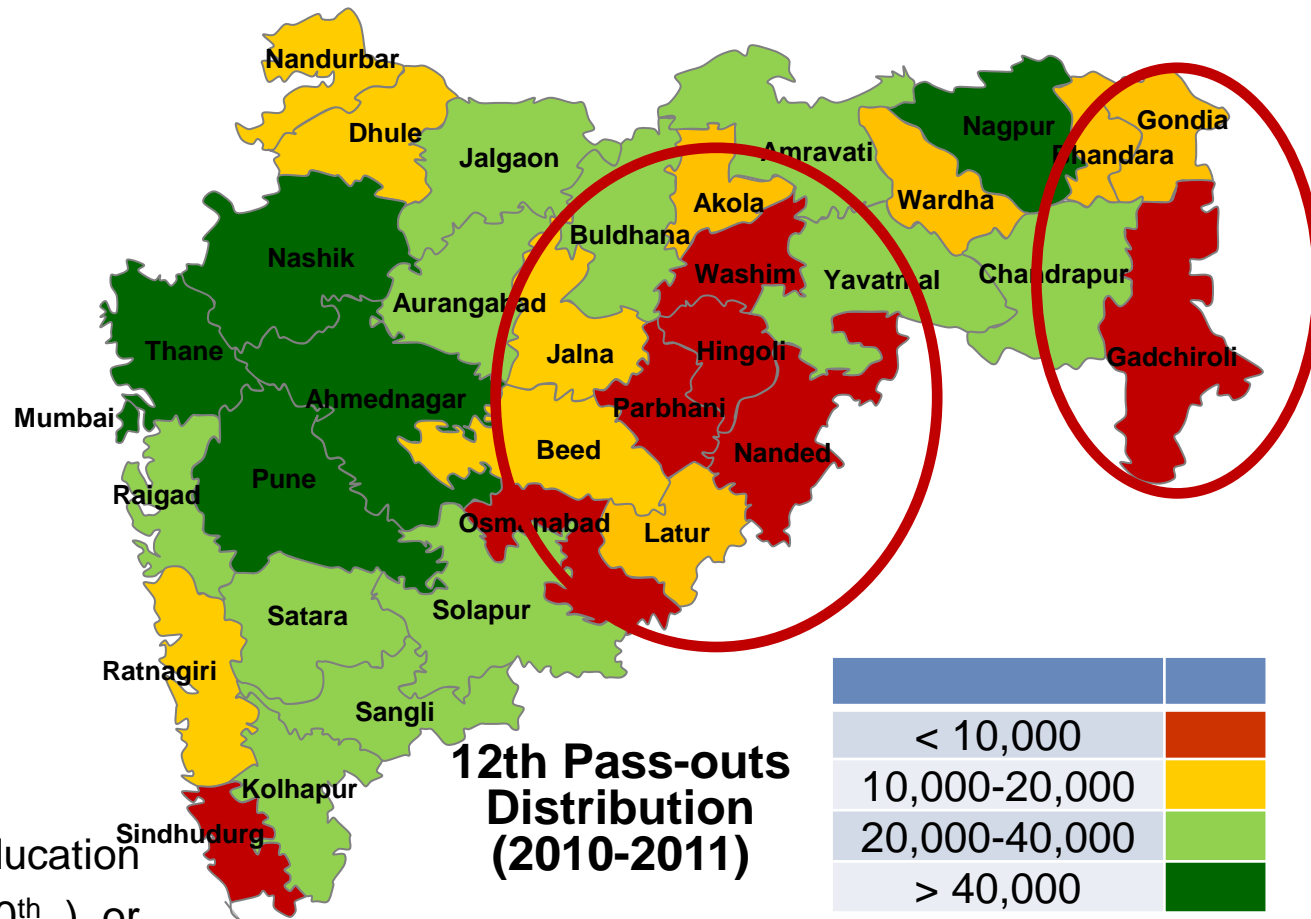 Nandurbar
Dhule
Jalgaon
Amravati
Nagpur
Gondia
Bhandara
Akola
Wardha
Buldhana
Nashik
Washim
Yavatmal
Chandrapur
Aurangabad
Thane
Jalna
Hingoli
Gadchiroli
Ahmednagar
Parbhani
Mumbai
Beed
Nanded
Pune
Raigad
Osmanabad
Latur
Satara
Solapur
Ratnagiri
Sangli
Kolhapur
Sindhudurg
12th Pass-outs
Distribution
(2010-2011)
< 10,000
10,000-20,000
20,000-40,000
> 40,000
) or